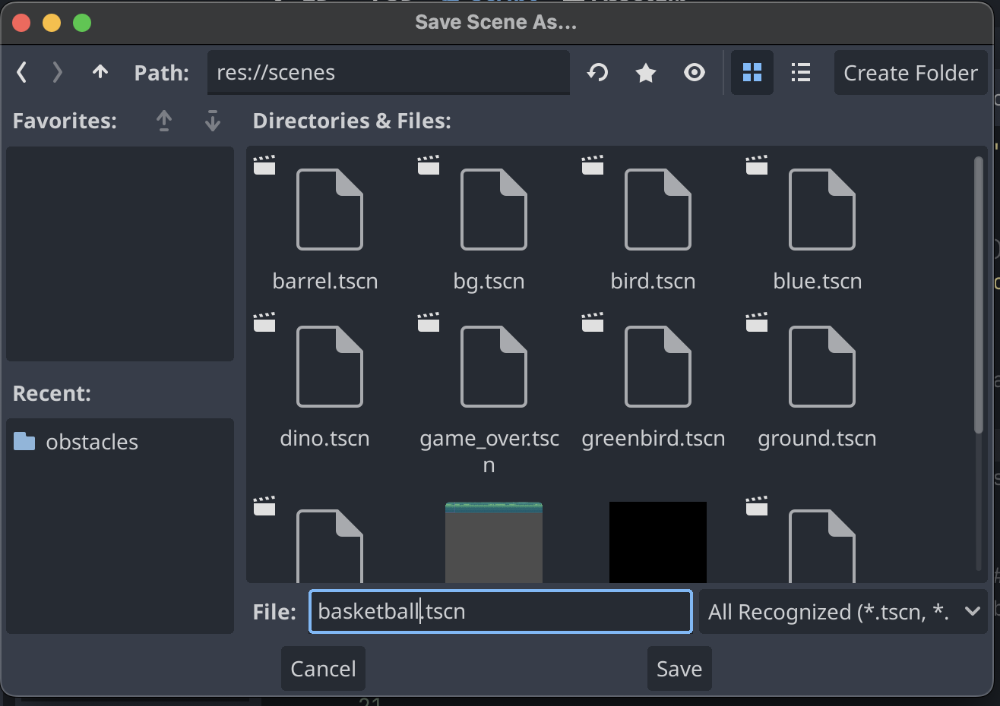 Save Scene As...
Path: res://scenes Create Folder
Favorites:
Directories & Files:
barrel.tscn bg.tscn bird.tscn blue.tscn
dino.tscn game_over.tsc greenbird.tscn ground.tscn
n
Recent:
obstacles
File: basketball.tscn All Recognized (*.tscn, *.
Cancel Save
21